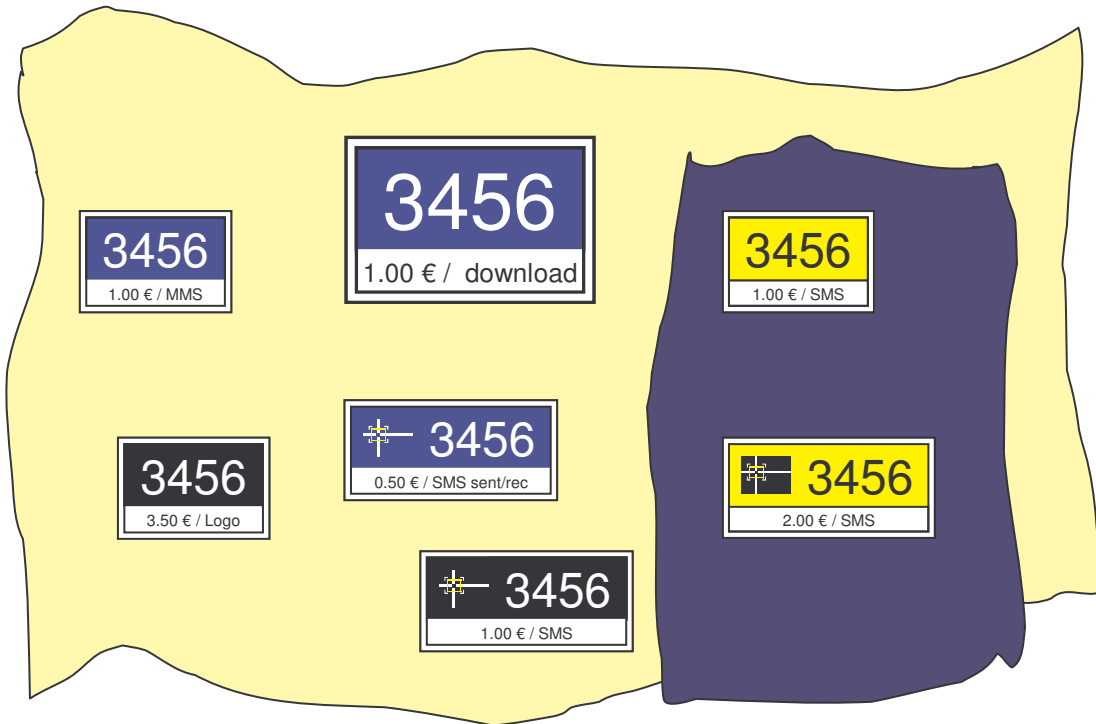 3456
1.00 € / download
3456
1.00 € / MMS
3456
1.00 € / SMS
3456
0.50 € / SMS sent/rec
3456
3.50 € / Logo
3456
2.00 € / SMS
3456
1.00 € / SMS